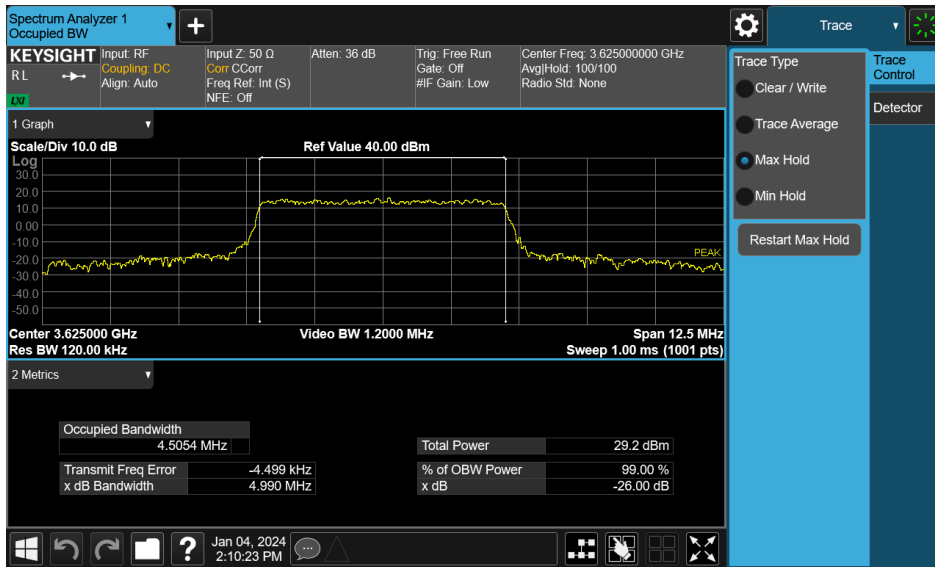 Spectrum Analyzer 1
Occupied BW
Trace
KEYSIGHT
RL
LXI
Input: RF
Coupling: DC
Align: Auto
Input Z: 50 Ω
Corr CCorr
Freq Ref: Int (S)
NFE: Off
Atten: 36 dB
Trig: Free Run
Gate: Off
#IF Gain: Low
Center Freq: 3.625000000 GHz
Avg|Hold: 100/100
Radio Std: None
Trace Type
Clear / Write
Trace Average
Max Hold
Min Hold
Restart Max Hold
Trace
Control
Detector
1 Graph
Scale/Div 10.0 dB
Ref Value 40.00 dBm
Log
30.0
20.0
10.0
0.00
-10.0
-20.0
-30.0
-40.0
-50.0
PEAK
Center 3.625000 GHz
Video BW 1.2000 MHz
Span 12.5 MHz
Res BW 120.00 kHz
Sweep 1.00 ms (1001 pts)
2 Metrics
Occupied Bandwidth
4.5054 MHz
Total Power 29.2 dBm
Transmit Freq Error -4.499 kHz
% of OBW Power 99.00 %
x dB Bandwidth 4.990 MHz
x dB -26.00 dB
?
Jan 04, 2024
2:10:23 PM